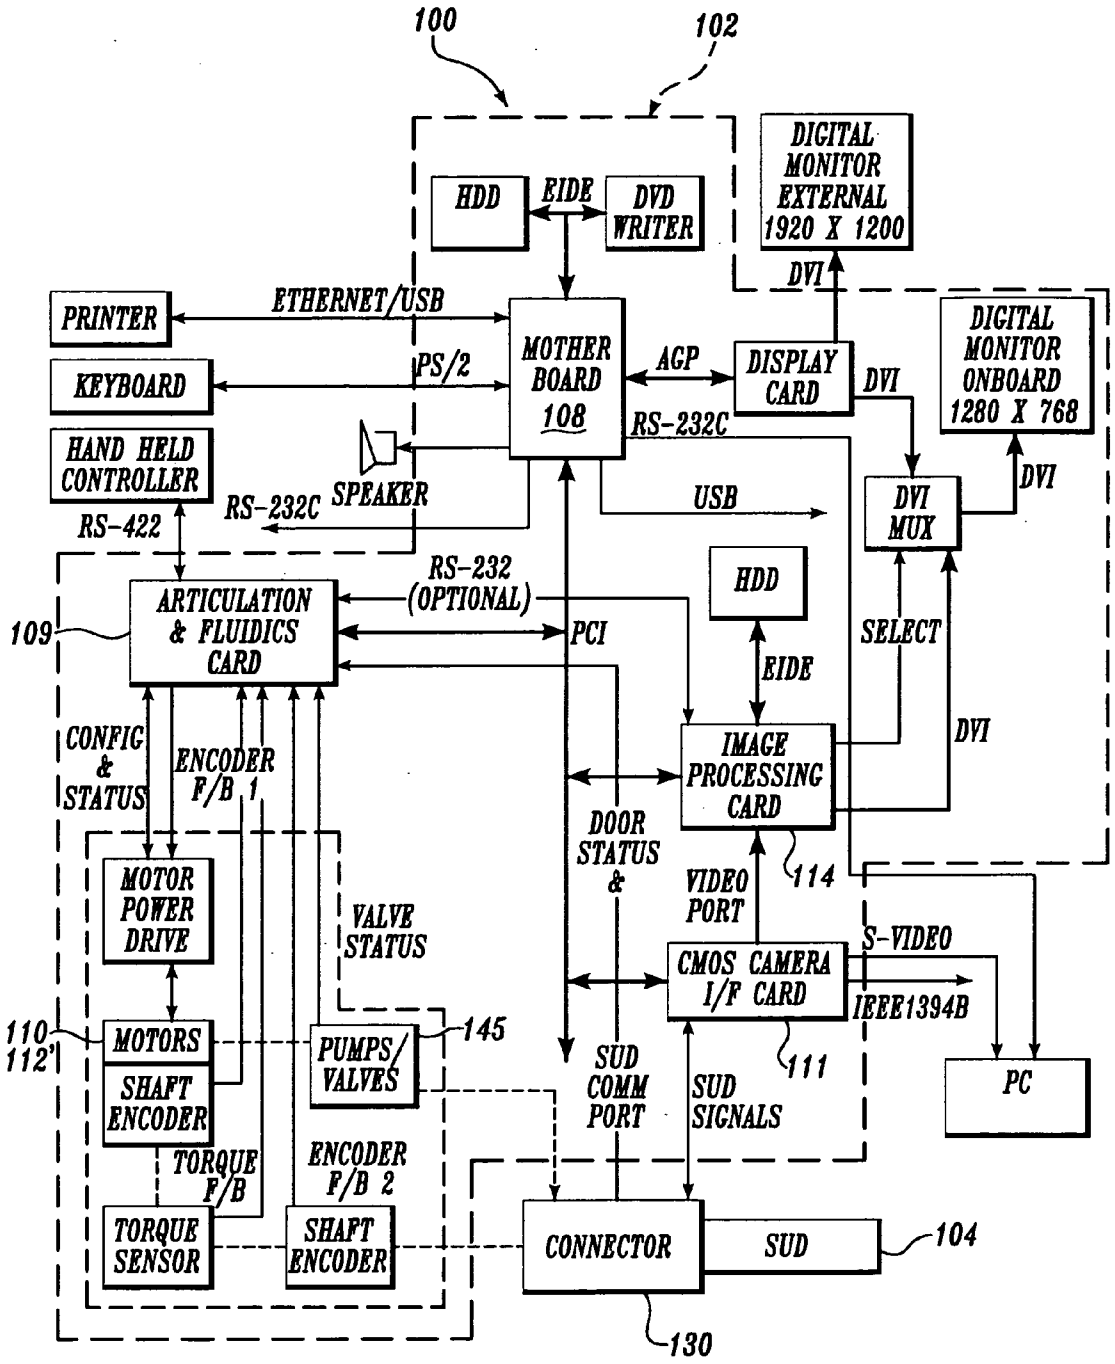 100
102
DIGITAL
MONITOR
EXTERNAL
1920 X 1200
HDD
EIDE
DVD
WRITER
DVI
PRINTER
ETHERNET/USB
MOTHER
BOARD
108
AGP
DISPLAY
CARD
DVI
DIGITAL
MONITOR
ONBOARD
1280 X 768
KEYBOARD
PS/2
RS-232C
HAND HELD
CONTROLLER
SPEAKER
RS-232C
USB
DVI
MUX
DVI
RS-422
RS-232
(OPTIONAL)
HDD
ARTICULATION
& FLUIDICS
CARD
109
PCI
SELECT
EIDE
CONFIG
&
STATUS
ENCODER
F/B 1
IMAGE
PROCESSING
CARD
DVI
114
DOOR
STATUS
&
VIDEO
PORT
MOTOR
POWER
DRIVE
VALVE
STATUS
CMOS CAMERA
I/F CARD
S-VIDEO
IEEE1394B
111
110
112'
MOTORS
PUMPS/
VALVES
145
SUD
COMM
PORT
SUD
SIGNALS
PC
SHAFT
ENCODER
TORQUE
F/B
ENCODER
F/B 2
TORQUE
SENSOR
SHAFT
ENCODER
CONNECTOR
SUD
104
130